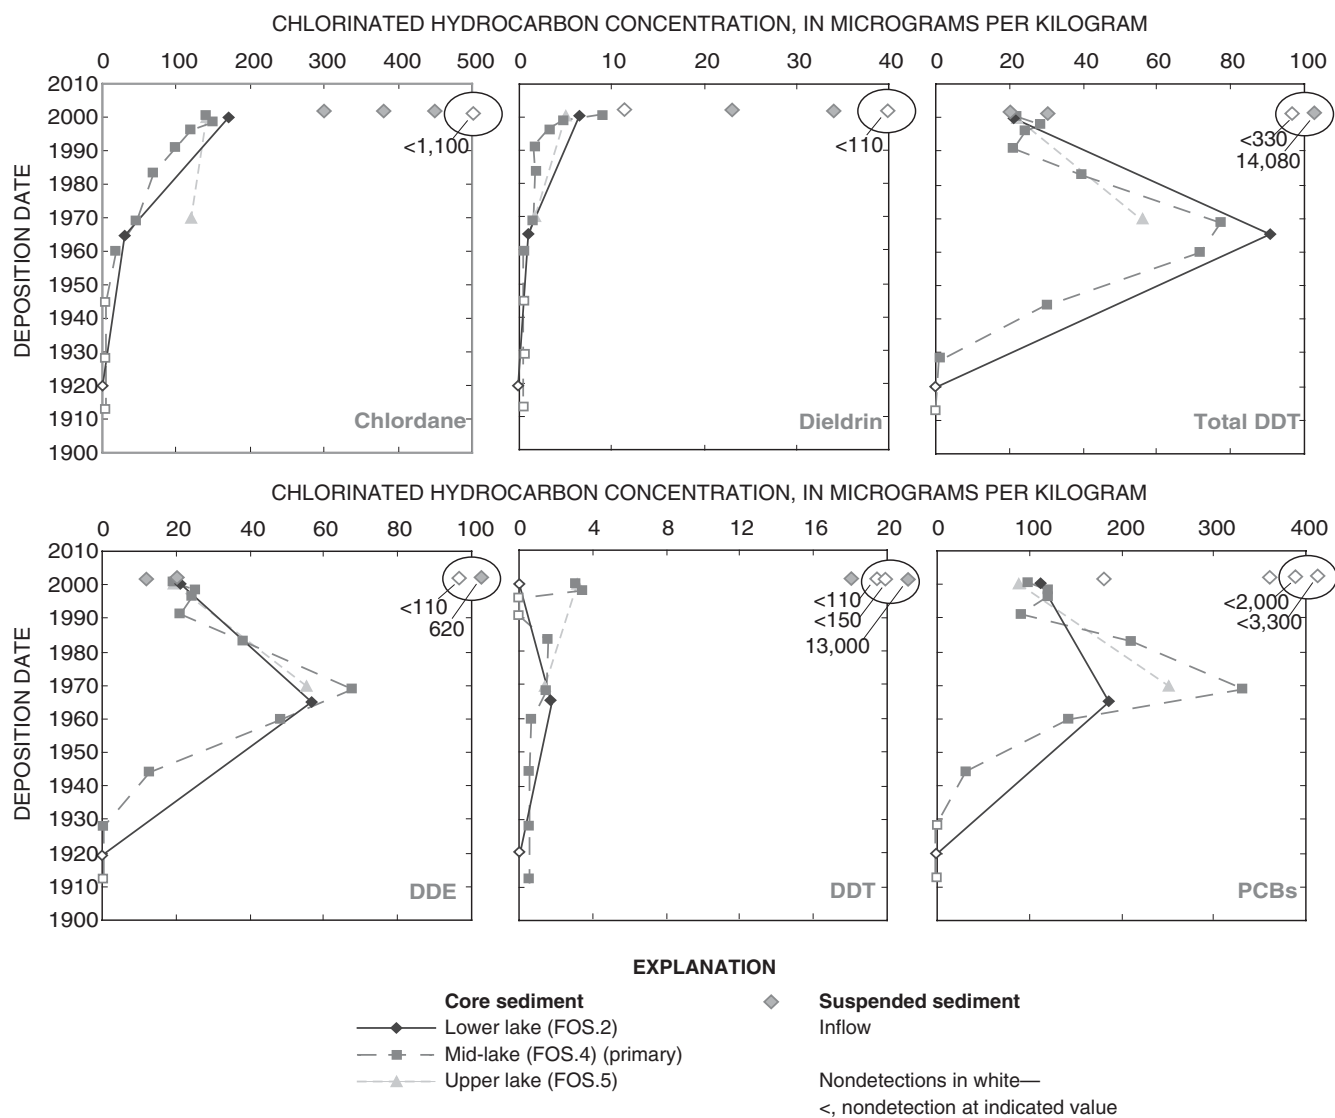 CHLORINATED HYDROCARBON CONCENTRATION, IN MICROGRAMS PER KILOGRAM
0 100 200 300 400 500
0 10 20 30 40
0 20 40 60 80 100
DEPOSITION DATE
2010
2000
1990
1980
1970
1960
1950
1940
1930
1920
1910
1900
<1,100
Chlordane
<110
Dieldrin
<330
14,080
Total DDT
CHLORINATED HYDROCARBON CONCENTRATION, IN MICROGRAMS PER KILOGRAM
0 20 40 60 80 100
0 4 8 12 16 20
0 100 200 300 400
DEPOSITION DATE
2010
2000
1990
1980
1970
1960
1950
1940
1930
1920
1910
1900
<110
620
DDE
<110
<150
13,000
DDT
<2,000
<3,300
PCBs
EXPLANATION
Core sediment
Lower lake (FOS.2)
Mid-lake (FOS.4) (primary)
Upper lake (FOS.5)
Suspended sediment
Inflow
Nondetections in white—
<, nondetection at indicated value